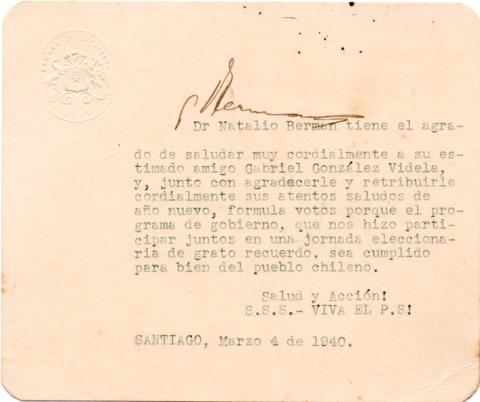 Berman
Dr Natalio Berman tiene el agra-
do de saludar muy cordialmente a su es-
timado amigo Gabriel González Videla,
y, junto con agradecerle y retribuirle
cordialmente sus atentos saludos de
año nuevo, formula votos porque el pro-
grama de gobierno, que nos hizo parti-
cipar juntos en una jornada elecciona-
ria de grato recuerdo, sea cumplido
para bien del pueblo chileno.
Salud y Acción!
S.S.S.- VIVA EL P.S!
SANTIAGO, Marzo 4 de 1940.